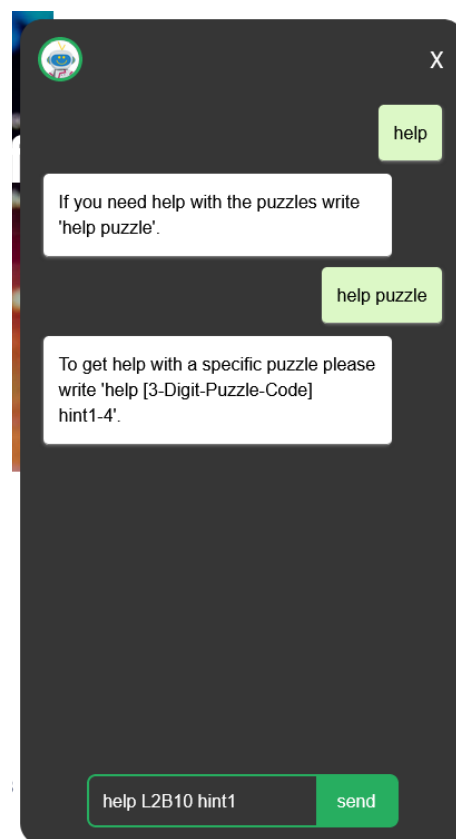 X
help
If you need help with the puzzles write
'help puzzle'.
help puzzle
To get help with a specific puzzle please
write 'help [3-Digit-Puzzle-Code]
hint1-4'.
help L2B10 hint1
send